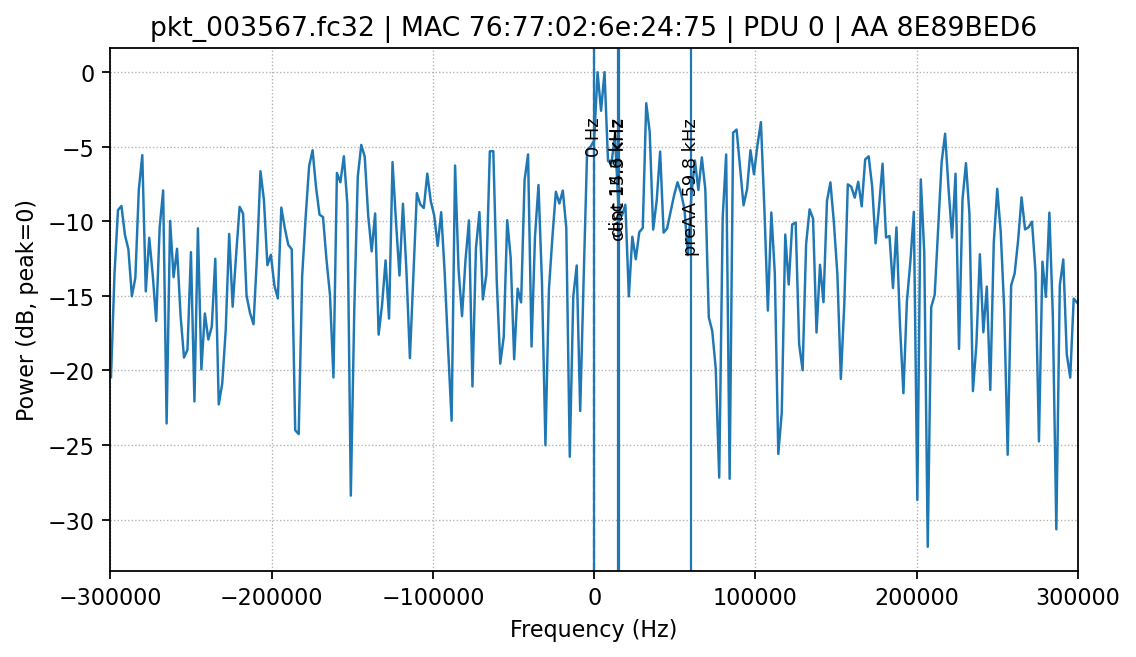 pkt_003567.fc32 | MAC 76:77:02:6e:24:75 | PDU 0 | AA 8E89BED6
Power (dB, peak=0)
0
−5
−10
−15
−20
−25
−30
0 Hz
kHz
preAA 59.8 kHz
−300000
−200000
−100000
0
100000
200000
300000
Frequency (Hz)